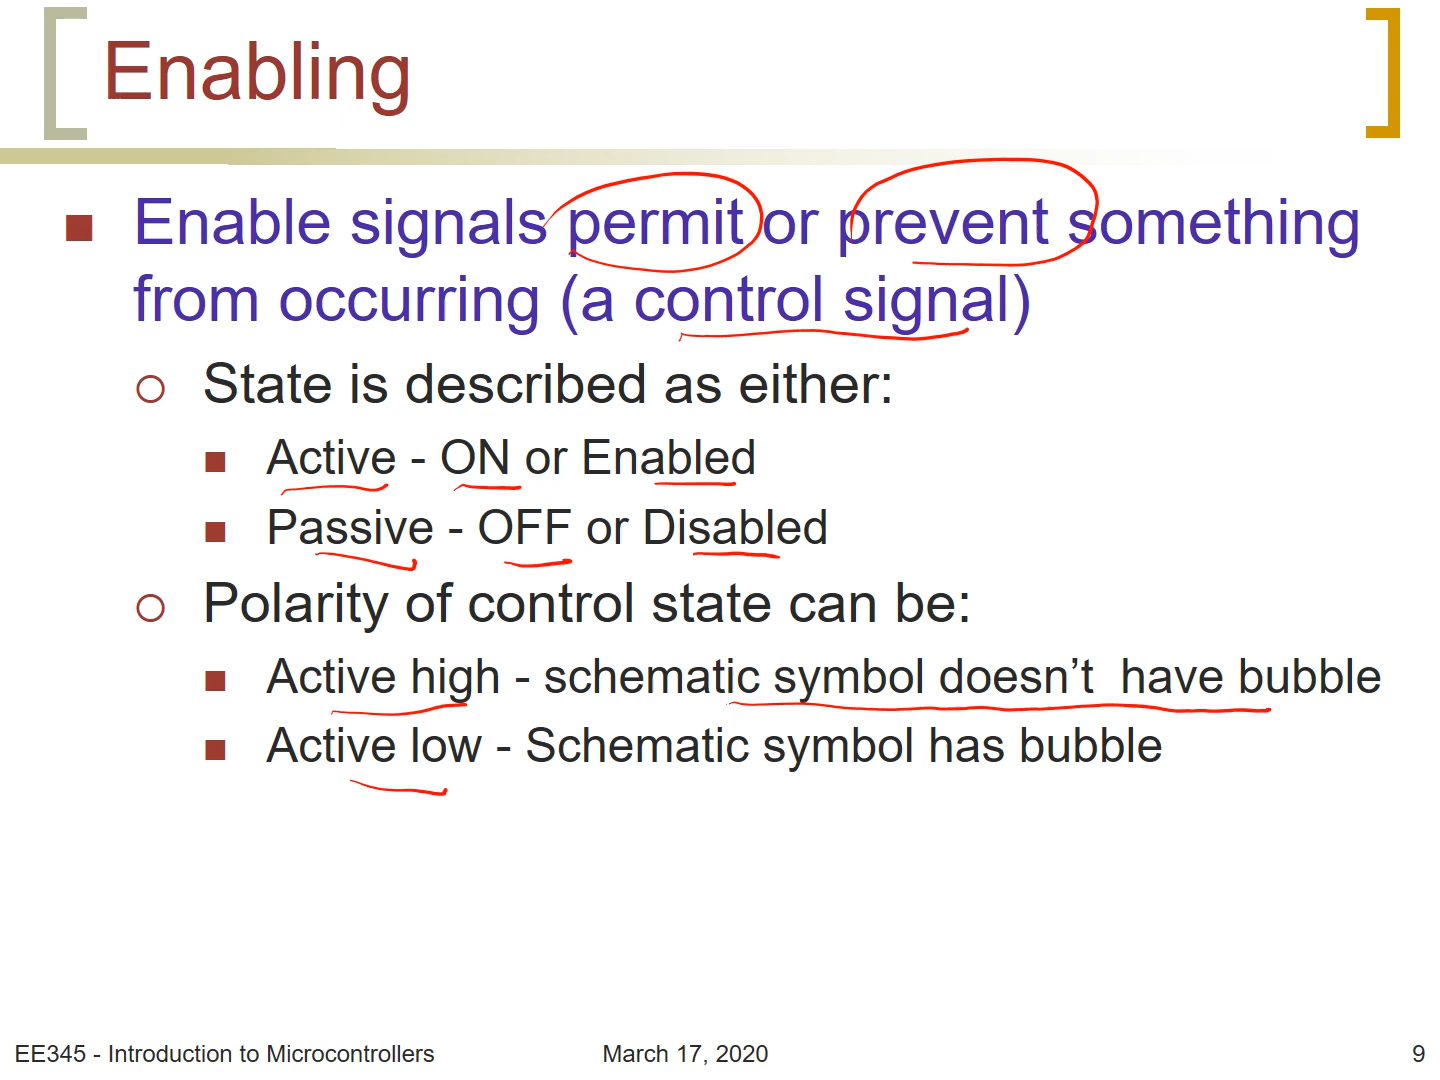 Enabling
Enable signals permit or prevent something
from occurring (a control signal)
State is described as either:
Active - ON or Enabled
Passive - OFF or Disabled
Polarity of control state can be:
Active high - schematic symbol doesn’t  have bubble
Active low - Schematic symbol has bubble
EE345 - Introduction to Microcontrollers
March 17, 2020
9